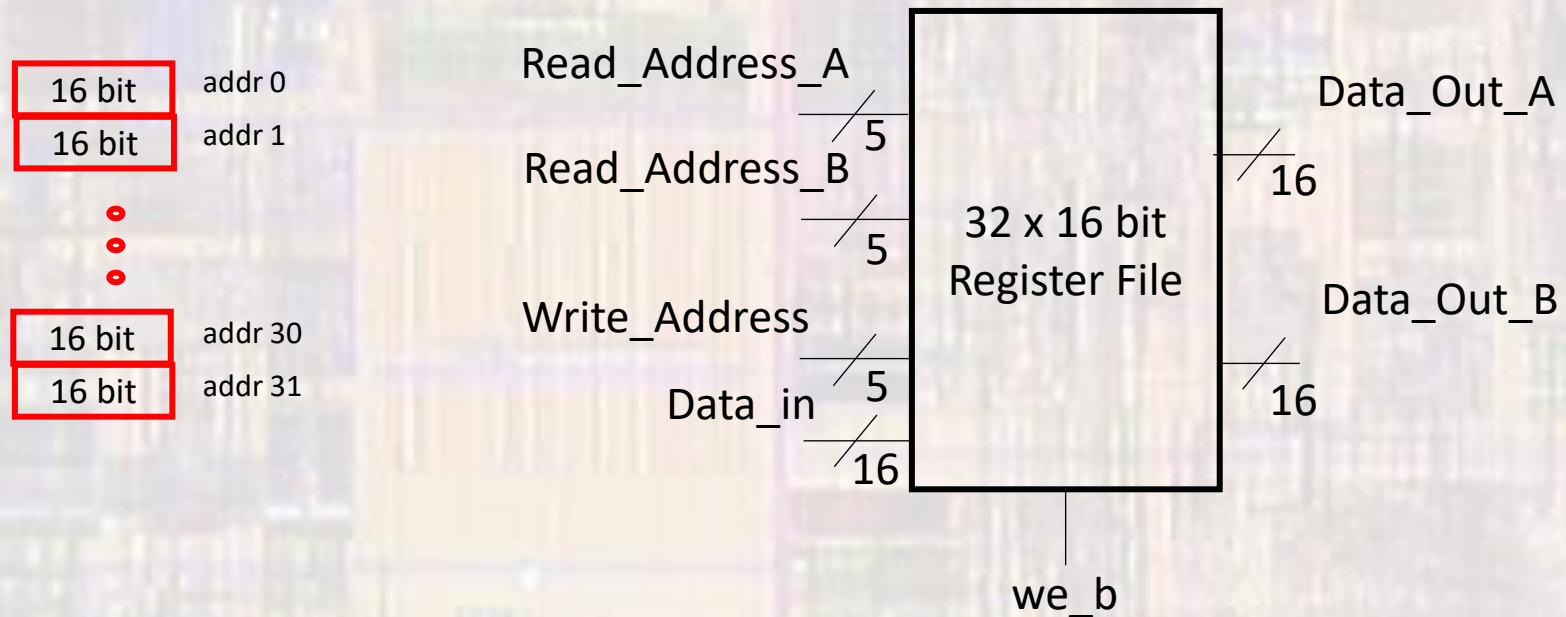 16 bit addr 0
16 bit addr 1
16 bit addr 30
16 bit addr 31
Read_Address_A
5
Read_Address_B
5
Write_Address
5
Data_in
16
32 x 16 bit
Register File
Data_Out_A
16
Data_Out_B
16
we_b